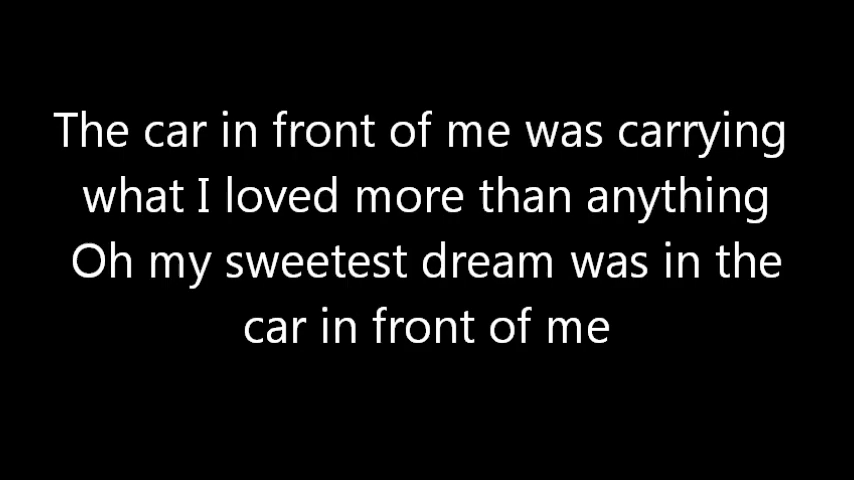 The car in front of me was carrying
what I loved more than anything
Oh my sweetest dream was in the
car in front of me